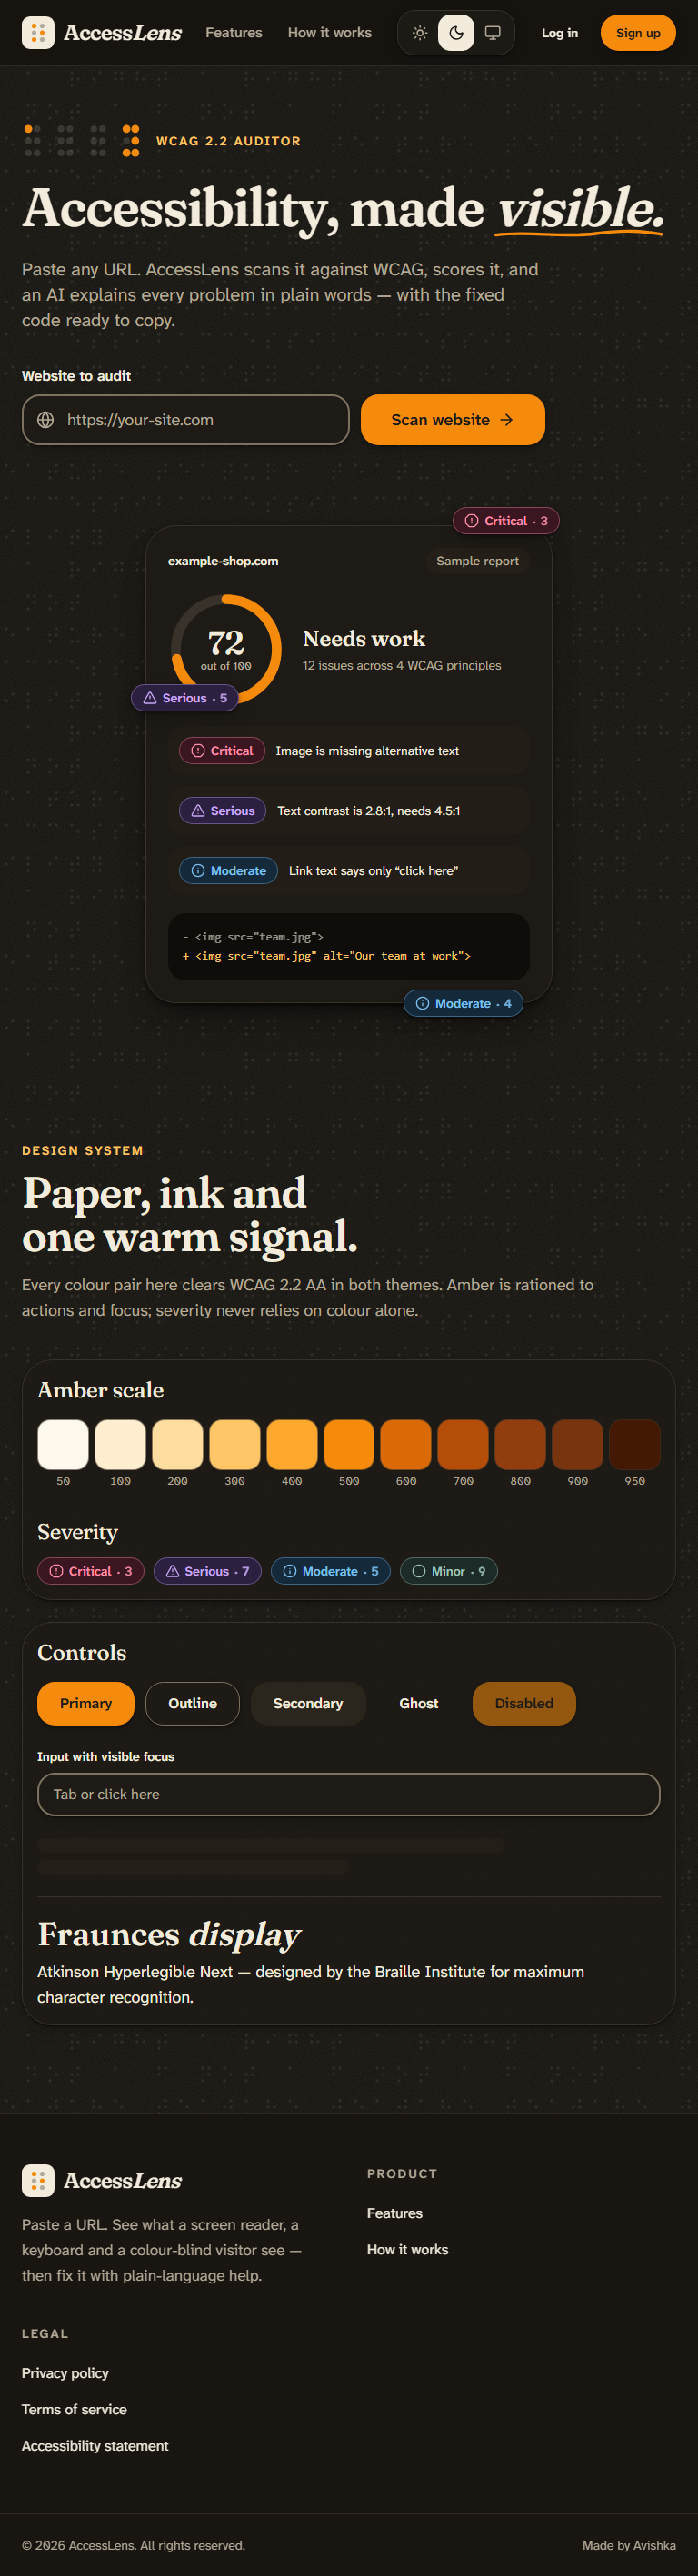 AccessLens
Features
How it works
Log in
Sign up
WCAG 2.2 AUDITOR
Accessibility, made visible.
Paste any URL. AccessLens scans it against WCAG, scores it, and
an AI explains every problem in plain words — with the fixed
code ready to copy.
Website to audit
https://your-site.com
Scan website
Critical · 3
example-shop.com
Sample report
72
out of 100
Needs work
12 issues across 4 WCAG principles
Serious · 5
Critical
Image is missing alternative text
Serious
Text contrast is 2.8:1, needs 4.5:1
Moderate
Link text says only “click here”
- <img src="team.jpg">
+ <img src="team.jpg" alt="Our team at work">
Moderate · 4
DESIGN SYSTEM
Paper, ink and
one warm signal.
Every colour pair here clears WCAG 2.2 AA in both themes. Amber is rationed to
actions and focus; severity never relies on colour alone.
Amber scale
50 100 200 300 400 500 600 700 800 900 950
Severity
Critical · 3
Serious · 7
Moderate · 5
Minor · 9
Controls
Primary
Outline
Secondary
Ghost
Disabled
Input with visible focus
Tab or click here
Fraunces display
Atkinson Hyperlegible Next — designed by the Braille Institute for maximum
character recognition.
AccessLens
Paste a URL. See what a screen reader, a
keyboard and a colour-blind visitor see —
then fix it with plain-language help.
PRODUCT
Features
How it works
LEGAL
Privacy policy
Terms of service
Accessibility statement
© 2026 AccessLens. All rights reserved.
Made by Avishka